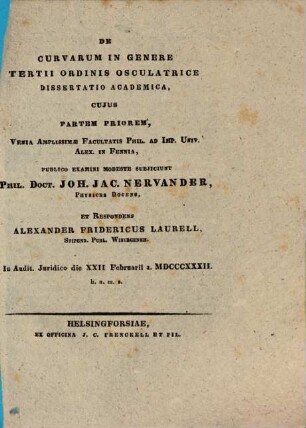 DE
CURVARUM IN GENERE
TERTII ORDINIS OSCULATRICE
DISSERTATIO ACADEMICA,
CUJUS
PARTEM PRIOREM,
VENIA AMPLISSIMÆ FACULTATIS PHIL. AD IMP. UNIV.
ALEX. IN FENNIA,
PUBLICO EXAMINI MODESTE SUBJICIUNT
PHIL. DOCT. JOH. JAC. NERVANDER,
PHYSICES DOCENS,
ET RESPONDENS
ALEXANDER FRIDERICUS LAURELL.
STIPEND. PUBL. WIBURGENSIS.
In Audit. Juridico die XXII Februarii a. MDCCCXXXII.
h. a. m. s.
HELSINGFORSIAE,
EX OFFICINA J. C. FRENCKELL ET FIL.